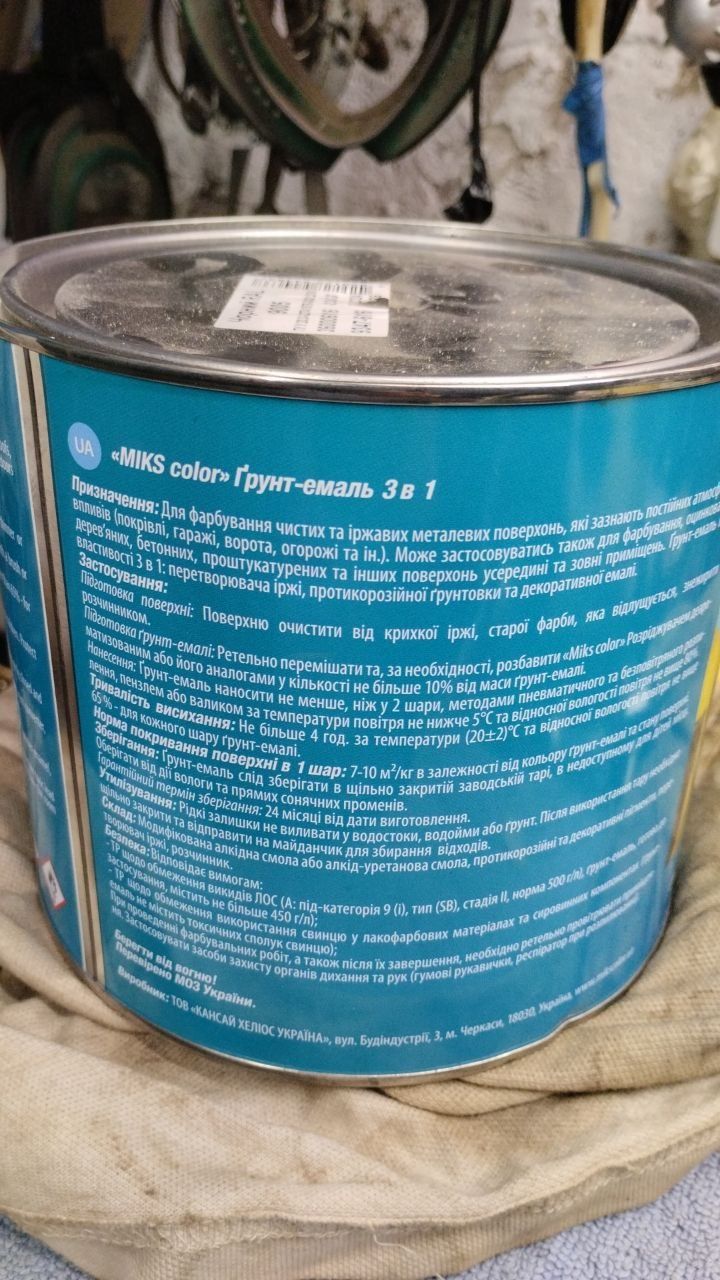 9005
UA «MIKS color» Ґрунт-емаль 3 в 1
Призначення: Для фарбування чистих та іржавих металевих поверхонь, які зазнають постійних
впливів (покрівлі, гаражі, ворота, огорожі та ін.). Може застосовуватись також для фарбування,
дерев'яних, бетонних, проштукатурених та інших поверхонь усередині та зовні приміщень. Ґрунт-емаль
властивості 3 в 1: перетворювача іржі, протикорозійної ґрунтовки та декоративної емалі.
Застосування:
Підготовка поверхні: Поверхню очистити від крихкої іржі, старої фарби, яка відлущується,
розчинником.
Підготовка ґрунт-емалі: Ретельно перемішати та, за необхідності, розбавити «Miks color» Розріджувачем
матизованим або його аналогами у кількості не більше 10% від маси ґрунт-емалі.
Нанесення: Ґрунт-емаль наносити не менше, ніж у 2 шари, методами пневматичного та безповітряного
лення, пензлем або валиком за температури повітря не нижче 5°С та відносної вологості повітря не вище
Тривалість висихання: Не більше 4 год. за температури (20±2)°С та відносної вологості повітря не вище
65 % - для кожного шару ґрунт-емалі.
Норма покривання поверхні в 1 шар: 7-10 м²/кг в залежності від кольору ґрунт-емалі та стану поверхні.
Зберігання: Ґрунт-емаль слід зберігати в щільно закритій заводській тарі, в недоступному для дітей місці.
Оберігати від дії вологи та прямих сонячних променів.
Гарантійний термін зберігання: 24 місяці від дати виготовлення.
Утилізування: Рідкі залишки не виливати у водостоки, водойми або ґрунт. Після використання тару необхідно
щільно закрити та відправити на майданчик для збирання відходів.
Склад: Модифікована алкідна смола або алкід-уретанова смола, протикорозійні та декоративні пігменти,
творювач іржі, розчинник.
Безпека: Відповідає вимогам:
- ТР щодо обмеження викидів ЛОС (А: під-категорія 9 (i), тип (SB), стадія II, норма 500 г/л), ґрунт-емаль,
застосування, містить не більше 450 г/л);
- ТР щодо обмеження використання свинцю у лакофарбових матеріалах та сировинних компонентах
емаль не містить токсичних сполук свинцю);
При проведенні фарбувальних робіт, а також після їх завершення, необхідно ретельно провітрювати
ня. Застосовувати засоби захисту органів дихання та рук (гумові рукавички, респіратор при
Берегти від вогню!
Перевірено МОЗ України.
Виробник: ТОВ «КАНСАЙ ХЕЛІОС УКРАЇНА», вул. Будіндустрії, 3, м. Черкаси, 18030, Україна,